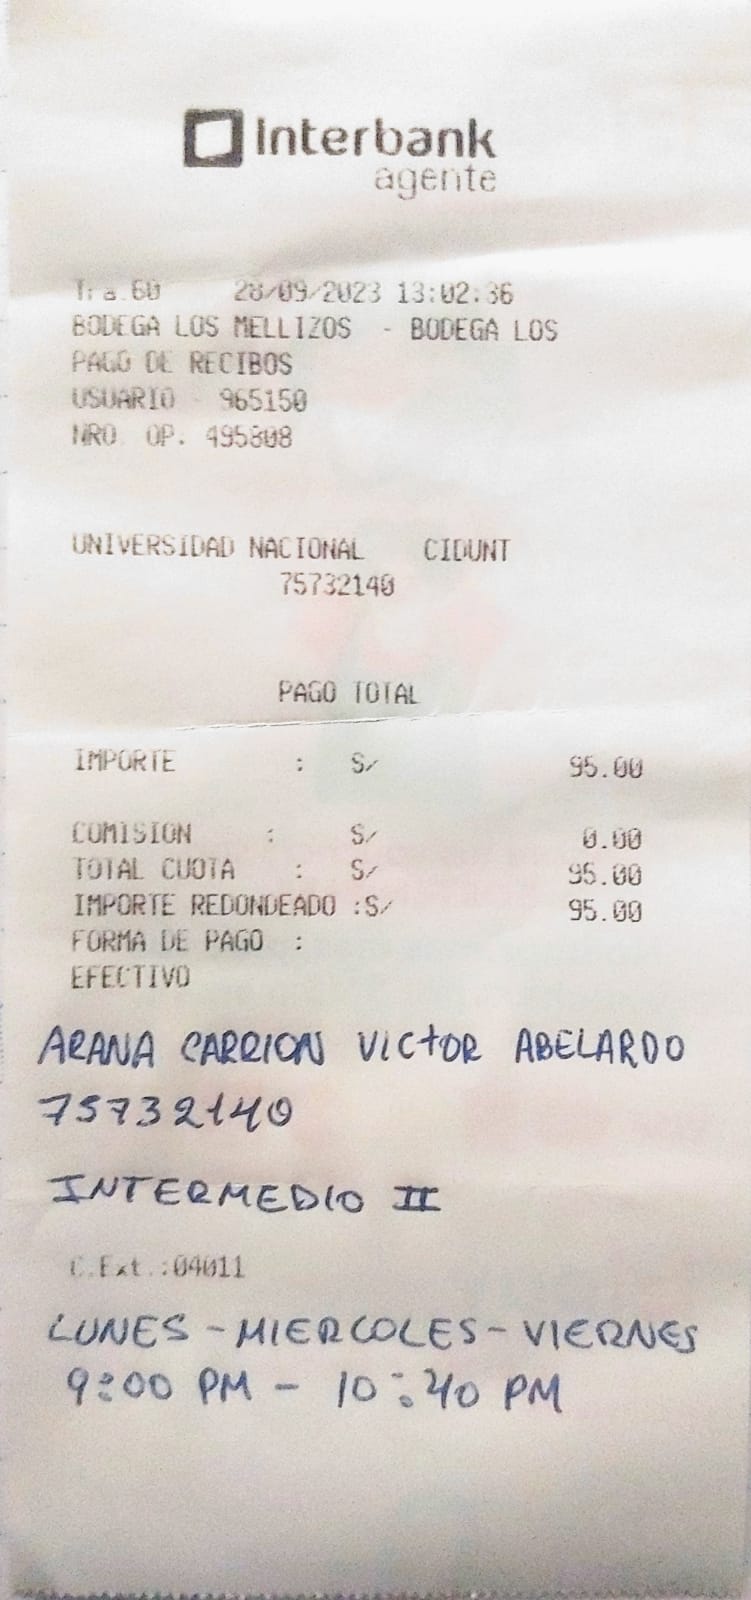 Interbank
agente
Tra.60 28/09/2023 13:02:36
BODEGA LOS MELLIZOS - BODEGA LOS
PAGO DE RECIBOS
USUARIO - 965150
NRO. OP. 495808
UNIVERSIDAD NACIONAL CIDUNT
75732140
PAGO TOTAL
IMPORTE : S/ 95.00
COMISION : S/ 0.00
TOTAL CUOTA : S/ 95.00
IMPORTE REDONDEADO :S/ 95.00
FORMA DE PAGO :
EFECTIVO
ARANA CARRION VICTOR ABELARDO
75732140
INTERMEDIO II
C.Ext.:04011
LUNES - MIERCOLES - VIERNES
9:00 PM - 10:40 PM